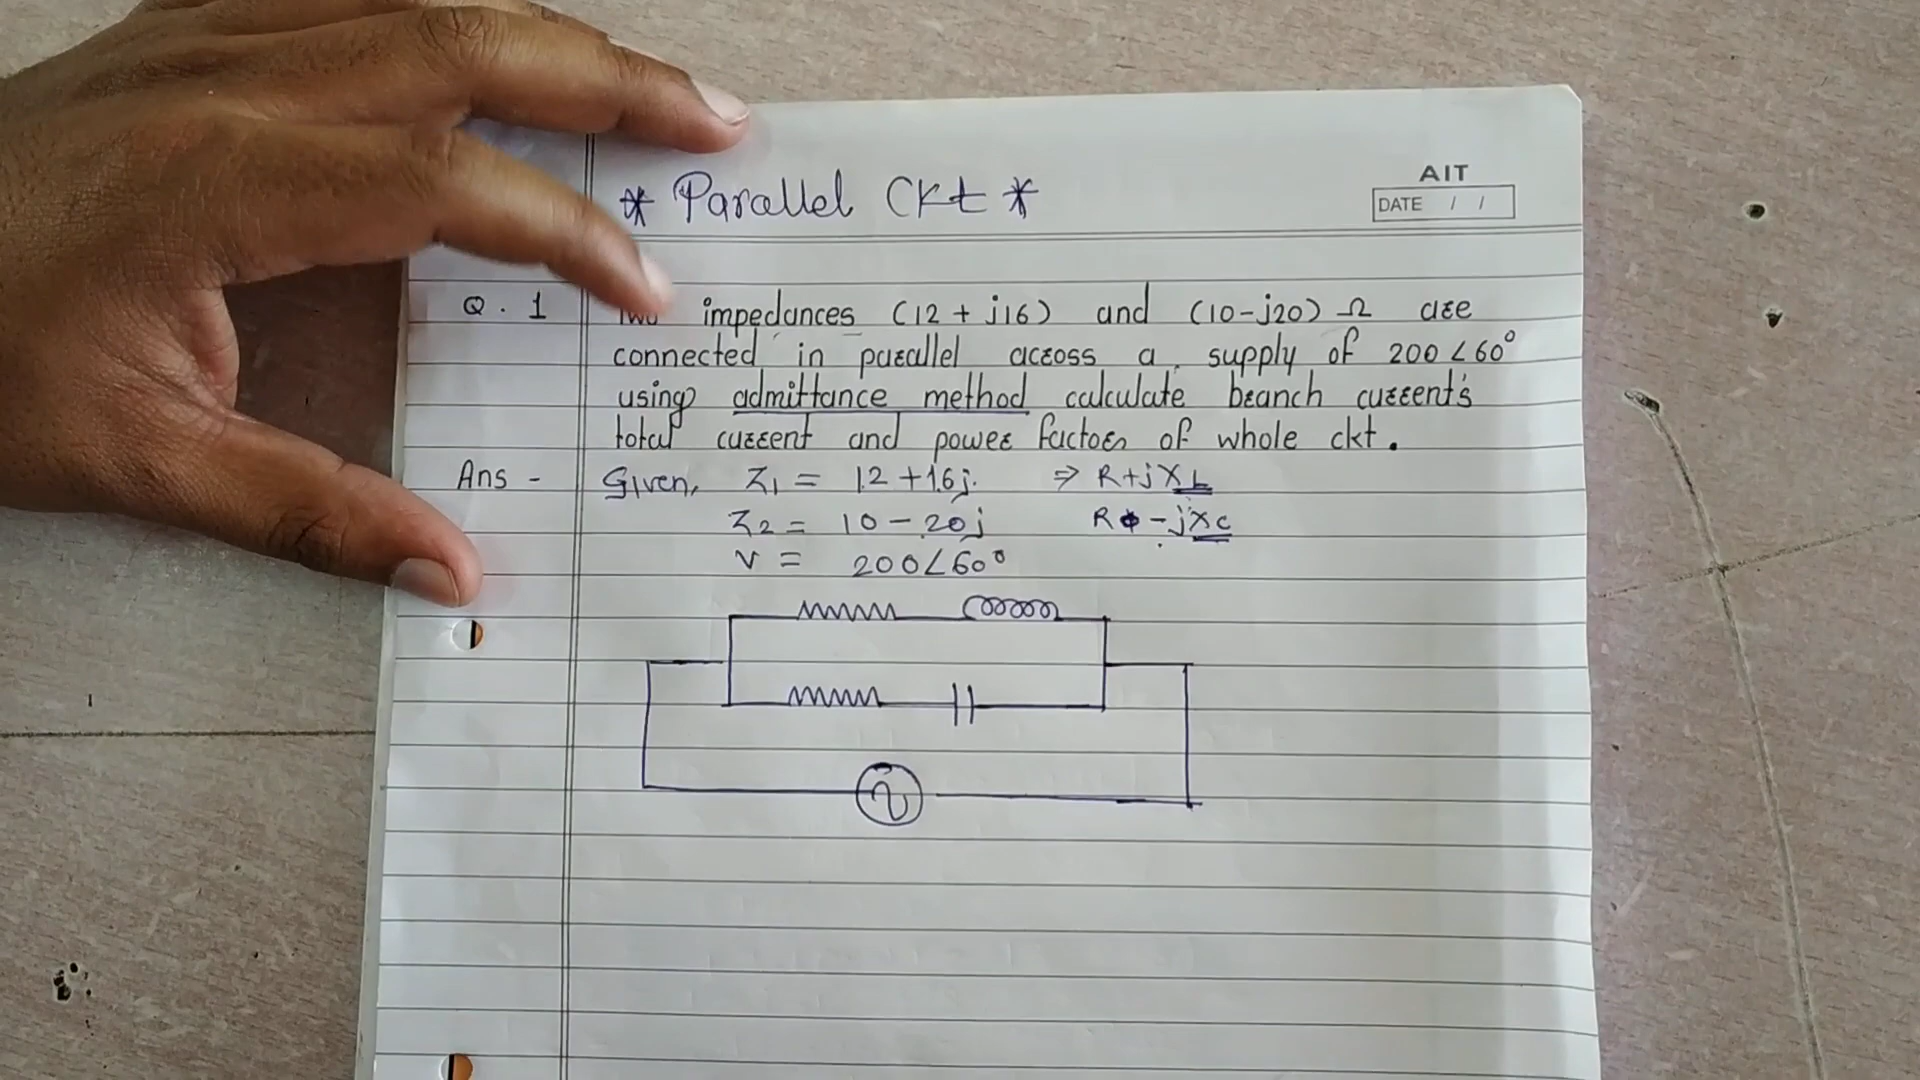 * Parallel Ckt *
AIT
DATE / /
Q.1 Two impedances (12 + j16) and (10-j20) Ω are
connected in parallel across a supply of 200 ∠60°
using admittance method calculate branch current's
total current and power factors of whole ckt.
Ans - Given, Z1 = 12 + 16j. ⇒ R+jXL
Z2 = 10 - 20j R - jXc
V = 200∠60°